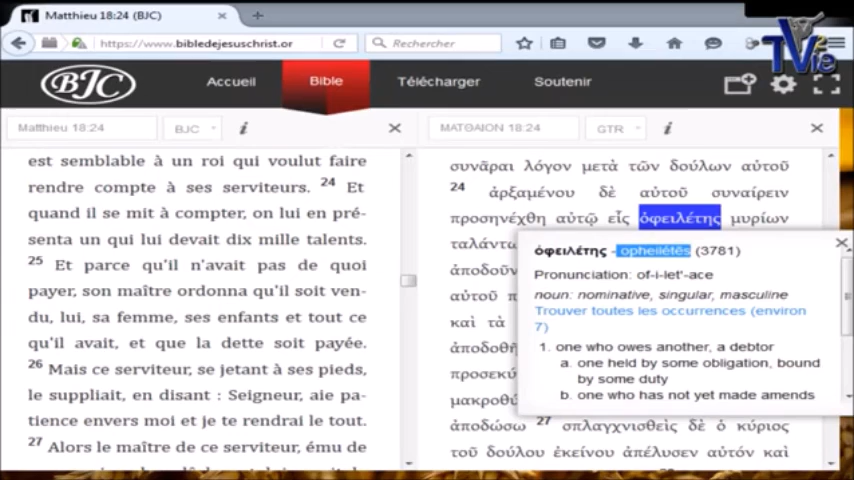 Matthieu 18:24 (BJC)
https://www.bibledejesuschrist.or
Rechercher
TV2Vie
BJC
Accueil
Bible
Télécharger
Soutenir
Matthieu 18:24
BJC
i
ΜΑΤΘΑΙΟΝ 18:24
GTR
i
est semblable à un roi qui voulut faire
rendre compte à ses serviteurs. 24 Et
quand il se mit à compter, on lui en pré-
senta un qui lui devait dix mille talents.
25 Et parce qu'il n'avait pas de quoi
payer, son maître ordonna qu'il soit ven-
du, lui, sa femme, ses enfants et tout ce
qu'il avait, et que la dette soit payée.
26 Mais ce serviteur, se jetant à ses pieds,
le suppliait, en disant : Seigneur, aie pa-
tience envers moi et je te rendrai le tout.
27 Alors le maître de ce serviteur, ému de
συνᾶραι λόγον μετὰ τῶν δούλων αὐτοῦ
24 ἀρξαμένου δὲ αὐτοῦ συναίρειν
προσηνέχθη αὐτῷ εἷς ὀφειλέτης μυρίων
ταλάντω
ἀποδοῦν
αὐτοῦ π
καὶ τὰ
ἀποδοθῆ
προσεκύ
μακροθύ
ἀποδώσω 27 σπλαγχνισθεὶς δὲ ὁ κύριος
τοῦ δούλου ἐκείνου ἀπέλυσεν αὐτόν καὶ
ὀφειλέτης - opheilétēs (3781)
Pronunciation: of-i-let'-ace
noun: nominative, singular, masculine
Trouver toutes les occurrences (environ
7)
1. one who owes another, a debtor
a. one held by some obligation, bound
by some duty
b. one who has not yet made amends